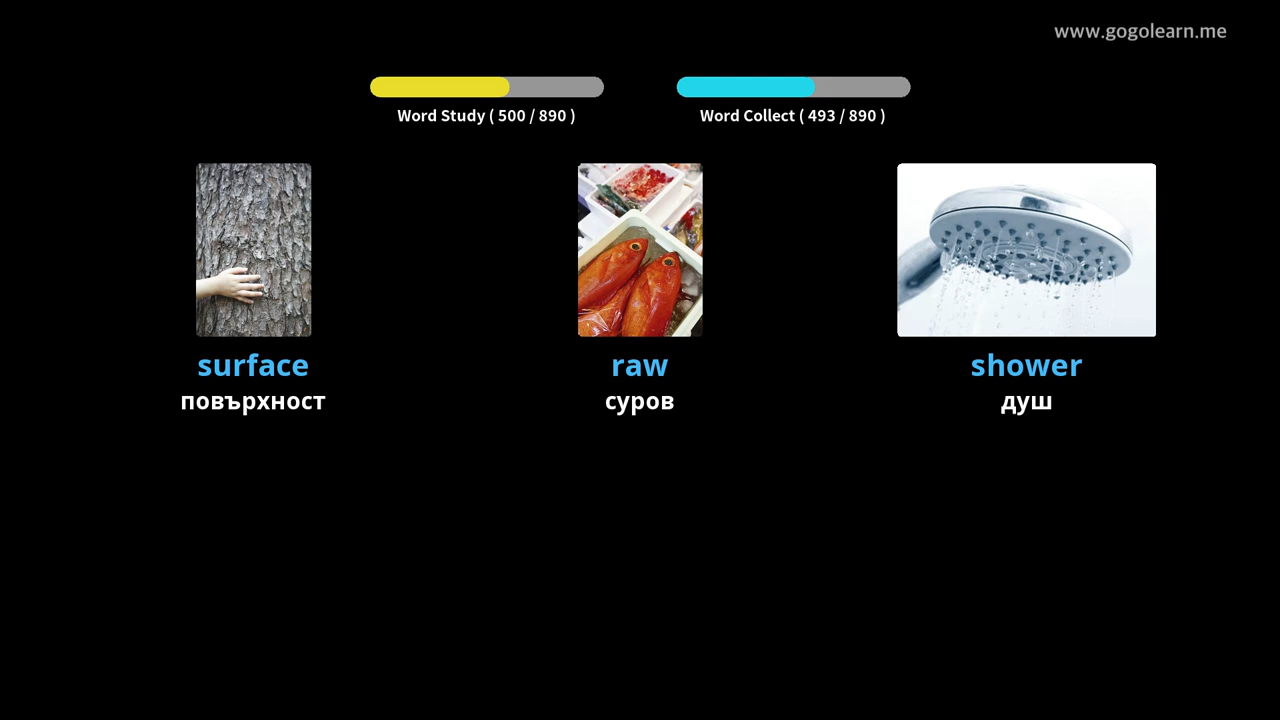 www.gogolearn.me
Word Study ( 500 / 890 )
Word Collect ( 493 / 890 )
surface
повърхност
raw
суров
shower
душ